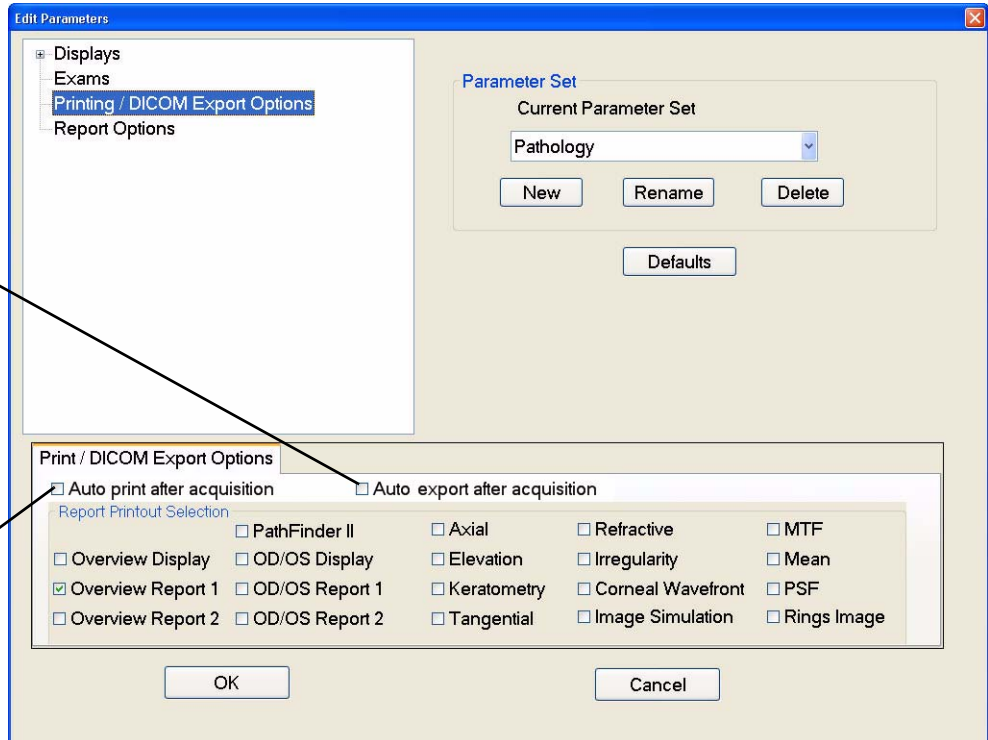 Edit Parameters
Displays
Exams
Printing / DICOM Export Options
Report Options
Parameter Set
Current Parameter Set
Pathology
New Rename Delete
Defaults
Print / DICOM Export Options
Auto print after acquisition Auto export after acquisition
Report Printout Selection
PathFinder II Axial Refractive MTF
Overview Display OD/OS Display Elevation Irregularity Mean
Overview Report 1 OD/OS Report 1 Keratometry Corneal Wavefront PSF
Overview Report 2 OD/OS Report 2 Tangential Image Simulation Rings Image
OK Cancel